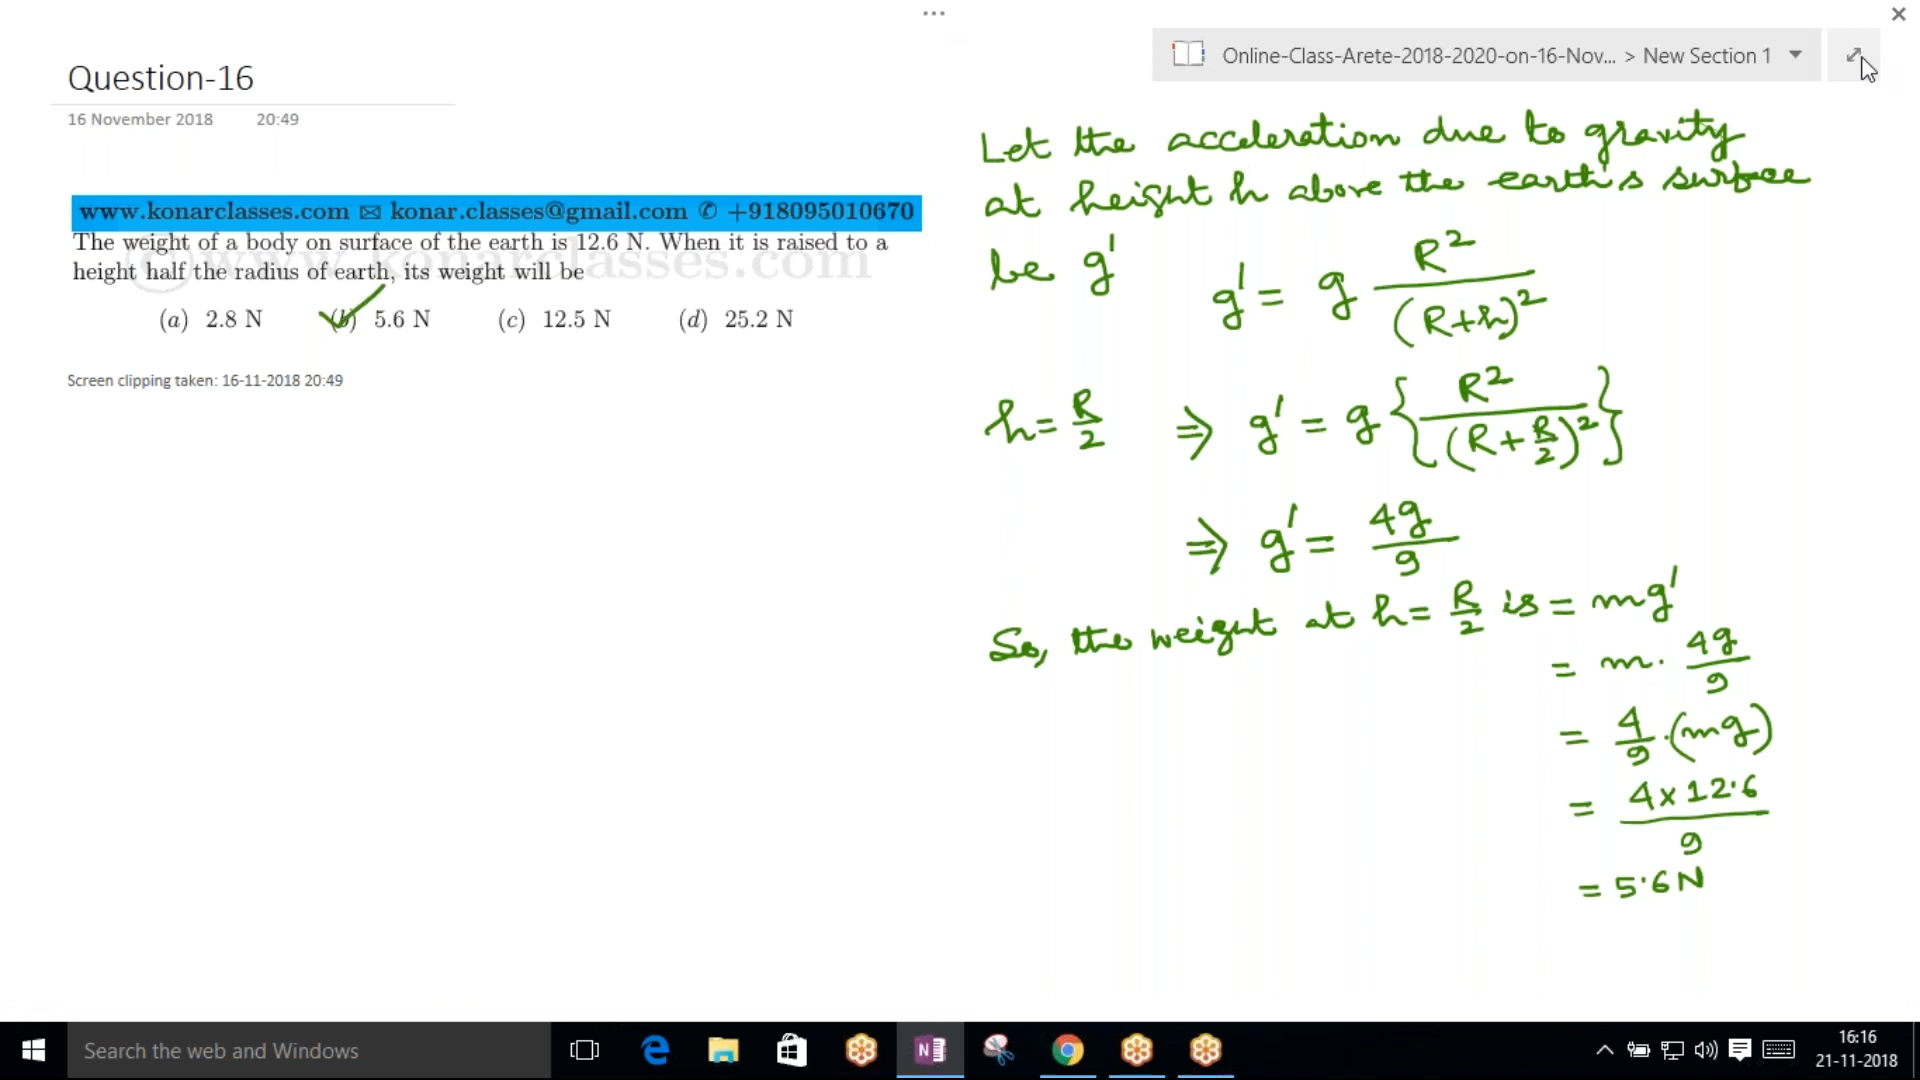 Online-Class-Arete-2018-2020-on-16-Nov... > New Section 1
Question-16
16 November 2018 20:49
www.konarclasses.com ✉ konar.classes@gmail.com ✆ +918095010670
The weight of a body on surface of the earth is 12.6 N. When it is raised to a
height half the radius of earth, its weight will be
© www.konarclasses.com
(a) 2.8 N (b) 5.6 N (c) 12.5 N (d) 25.2 N
Screen clipping taken: 16-11-2018 20:49
Let the acceleration due to gravity
at height h above the earth's surface
be g'
g' = g R²/(R+h)²
h = R/2 ⇒ g' = g {R²/(R+R/2)²}
⇒ g' = 4g/9
So, the weight at h = R/2 is = mg'
= m · 4g/9
= 4/9 · (mg)
= 4 × 12.6/9
= 5.6 N
Search the web and Windows
16:16
21-11-2018